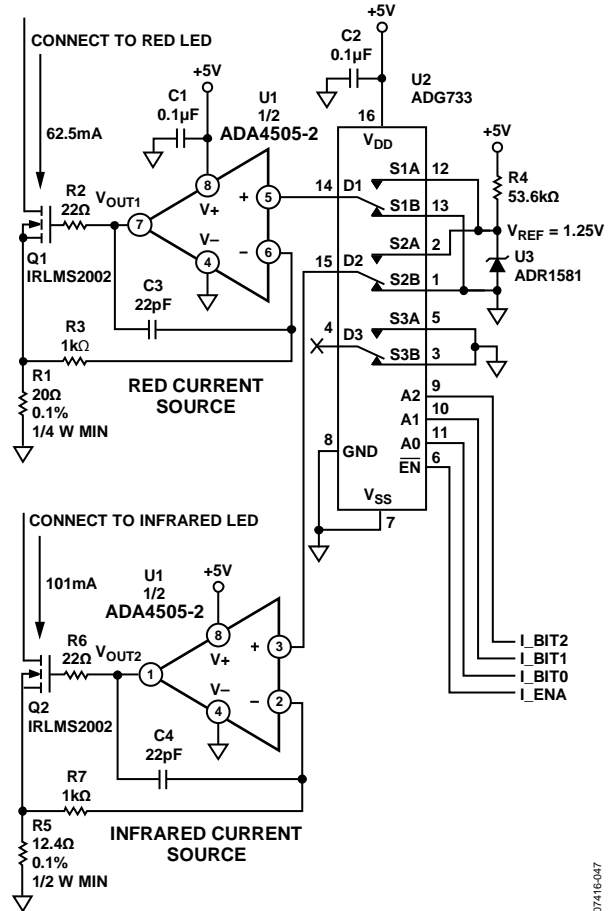 CONNECT TO RED LED
62.5mA
+5V
C1
0.1µF
U1
1/2
ADA4505-2
R2
22Ω
V_OUT1
7
8
V+
+
5
V–
4
–
6
Q1
IRLMS2002
C3
22pF
R3
1kΩ
R1
20Ω
0.1%
1/4 W MIN
RED CURRENT
SOURCE
C2
0.1µF
+5V
U2
ADG733
16
V_DD
14
D1
S1A
12
S1B
13
S2A
2
15
D2
S2B
1
S3A
5
4
D3
S3B
3
A2
9
A1
10
A0
11
EN
6
8
GND
V_SS
7
+5V
R4
53.6kΩ
V_REF = 1.25V
U3
ADR1581
CONNECT TO INFRARED LED
101mA
U1
1/2
ADA4505-2
+5V
R6
22Ω
V_OUT2
1
8
V+
+
3
V–
4
–
2
Q2
IRLMS2002
C4
22pF
R7
1kΩ
R5
12.4Ω
0.1%
1/2 W MIN
INFRARED CURRENT
SOURCE
I_BIT2
I_BIT1
I_BIT0
I_ENA
07416-047